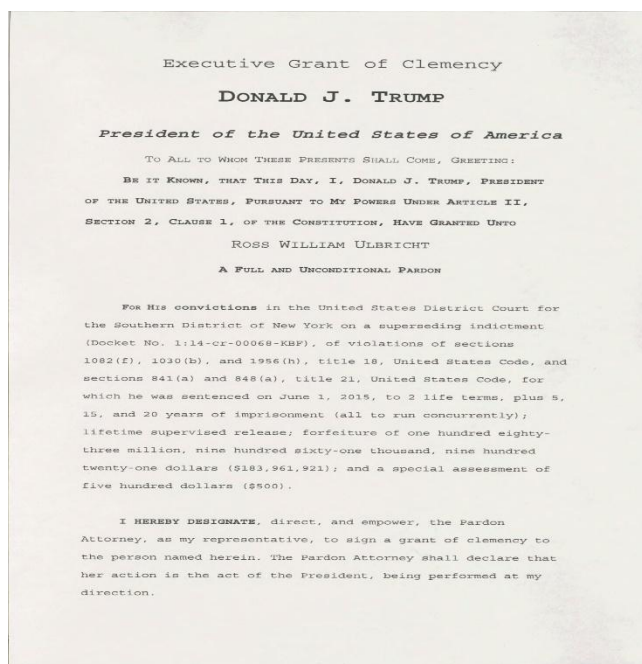 Executive Grant of Clemency
DONALD J. TRUMP
President of the United States of America
TO ALL TO WHOM THESE PRESENTS SHALL COME, GREETING:
BE IT KNOWN, THAT THIS DAY, I, DONALD J. TRUMP, PRESIDENT
OF THE UNITED STATES, PURSUANT TO MY POWERS UNDER ARTICLE II,
SECTION 2, CLAUSE 1, OF THE CONSTITUTION, HAVE GRANTED UNTO
ROSS WILLIAM ULBRICHT
A FULL AND UNCONDITIONAL PARDON
FOR HIS convictions in the United States District Court for
the Southern District of New York on a superseding indictment
(Docket No. 1:14-cr-00068-KBF), of violations of sections
1082(f), 1030(b), and 1956(h), title 18, United States Code, and
sections 841(a) and 848(a), title 21, United States Code, for
which he was sentenced on June 1, 2015, to 2 life terms, plus 5,
15, and 20 years of imprisonment (all to run concurrently);
lifetime supervised release; forfeiture of one hundred eighty-
three million, nine hundred sixty-one thousand, nine hundred
twenty-one dollars ($183,961,921); and a special assessment of
five hundred dollars ($500).
I HEREBY DESIGNATE, direct, and empower, the Pardon
Attorney, as my representative, to sign a grant of clemency to
the person named herein. The Pardon Attorney shall declare that
her action is the act of the President, being performed at my
direction.